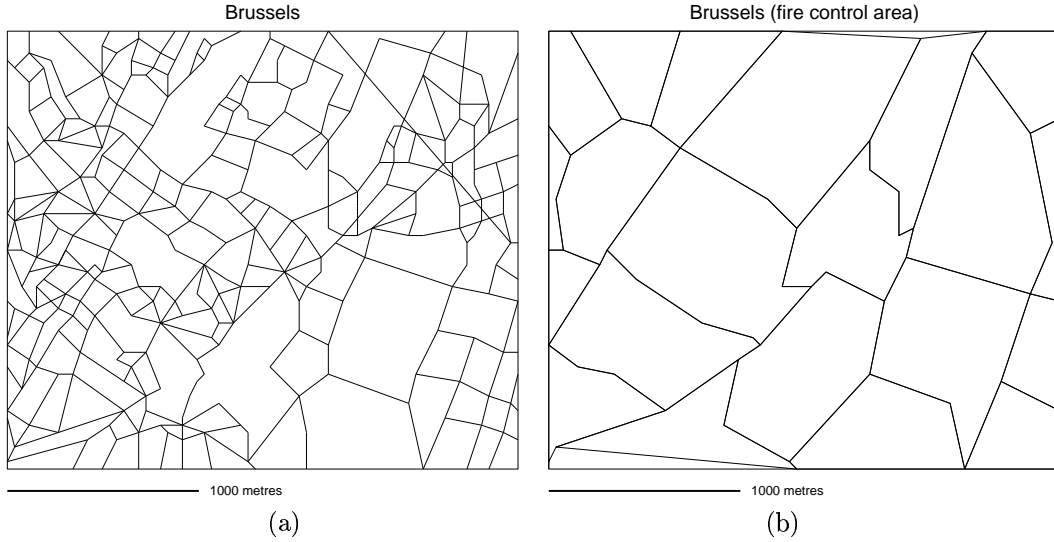 Brussels
Brussels (fire control area)
1000 metres
1000 metres
(a)
(b)